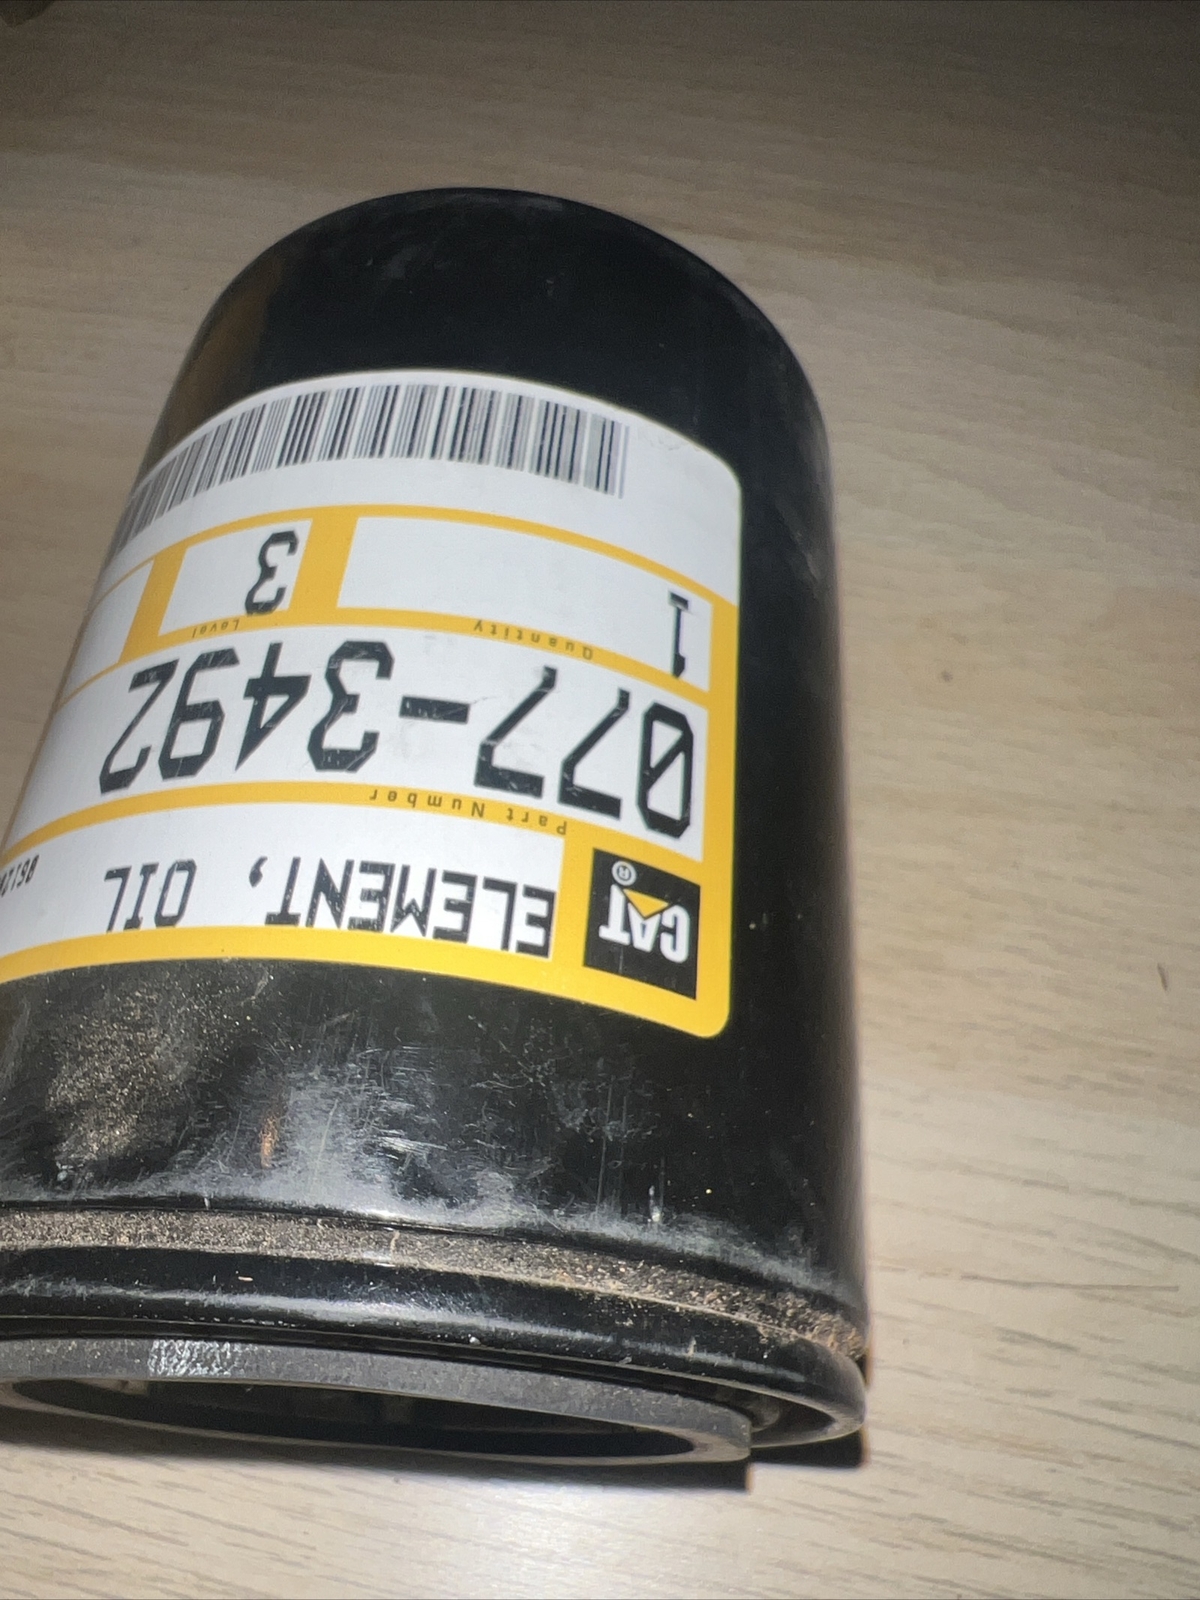 CAT®
ELEMENT, OIL
Part Number
077-3492
Quantity
1
Level
3